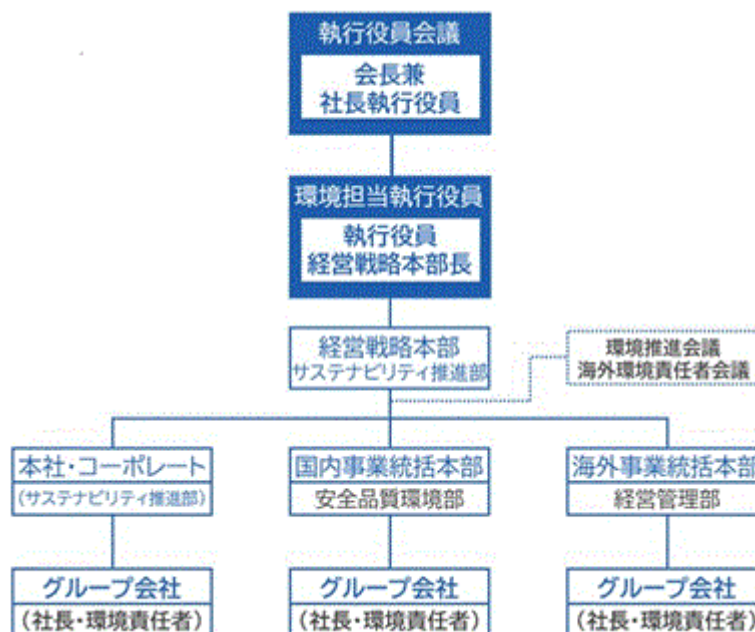 執行役員会議
会長兼
社長執行役員
環境担当執行役員
執行役員
経営戦略本部長
経営戦略本部
サステナビリティ推進部
環境推進会議
海外環境責任者会議
本社・コーポレート
(サステナビリティ推進部)
国内事業統括本部
安全品質環境部
海外事業統括本部
経営管理部
グループ会社
(社長・環境責任者)
グループ会社
(社長・環境責任者)
グループ会社
(社長・環境責任者)